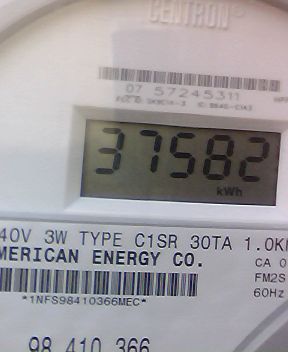 CENTRON®
07 57245311
37582
kWh
40V 3W TYPE C1SR 30TA 1.0K
MERICAN ENERGY CO.
CA 0
FM2S
*1NFS98410366MEC*
60Hz
98 410 366